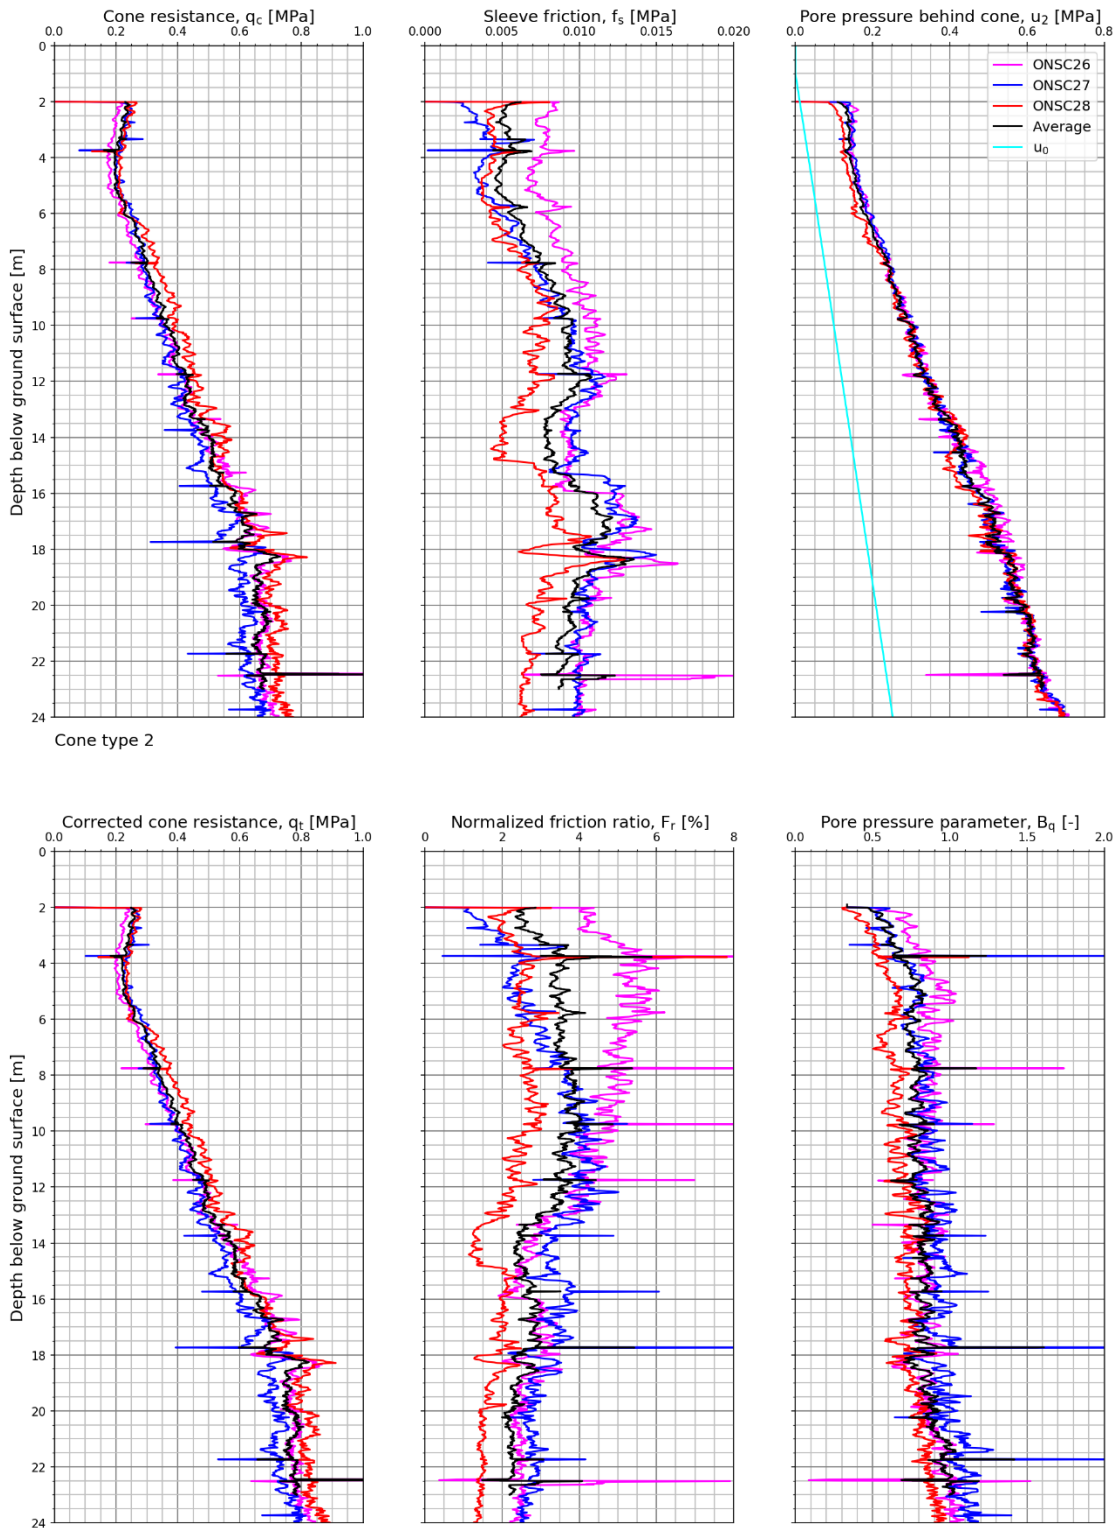 Cone resistance, qc [MPa]
0.0 0.2 0.4 0.6 0.8 1.0
Sleeve friction, fs [MPa]
0.000 0.005 0.010 0.015 0.020
Pore pressure behind cone, u2 [MPa]
0.0 0.2 0.4 0.6 0.8
ONSC26
ONSC27
ONSC28
Average
u0
Depth below ground surface [m]
0
2
4
6
8
10
12
14
16
18
20
22
24
Cone type 2
Corrected cone resistance, qt [MPa]
0.0 0.2 0.4 0.6 0.8 1.0
Normalized friction ratio, Fr [%]
0 2 4 6 8
Pore pressure parameter, Bq [-]
0.0 0.5 1.0 1.5 2.0
Depth below ground surface [m]
0
2
4
6
8
10
12
14
16
18
20
22
24